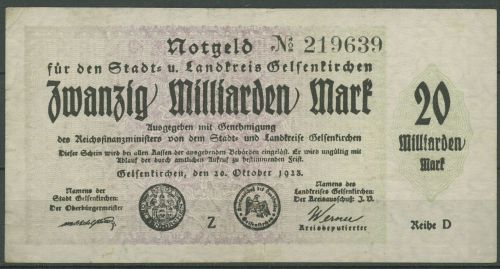 Notgeld № 219639
für den Stadt- u. Landkreis Gelsenkirchen
Zwanzig Milliarden Mark
Ausgegeben mit Genehmigung
des Reichsfinanzministers von dem Stadt- und Landkreise Gelsenkirchen
Dieser Schein wird bei allen Kassen der ausgebenden Behörden eingelöst. Er wird ungültig mit
Ablauf der durch amtlichen Aufruf zu bestimmenden Frist.
Gelsenkirchen, den 20. Oktober 1923.
20
Milliarden
Mark
Namens der
Stadt Gelsenkirchen
Der Oberbürgermeister
Z
Namens des
Landkreises Gelsenkirchen:
Der Kreisausschuß: J. V.
Werner
Kreisdeputierter
Reihe D